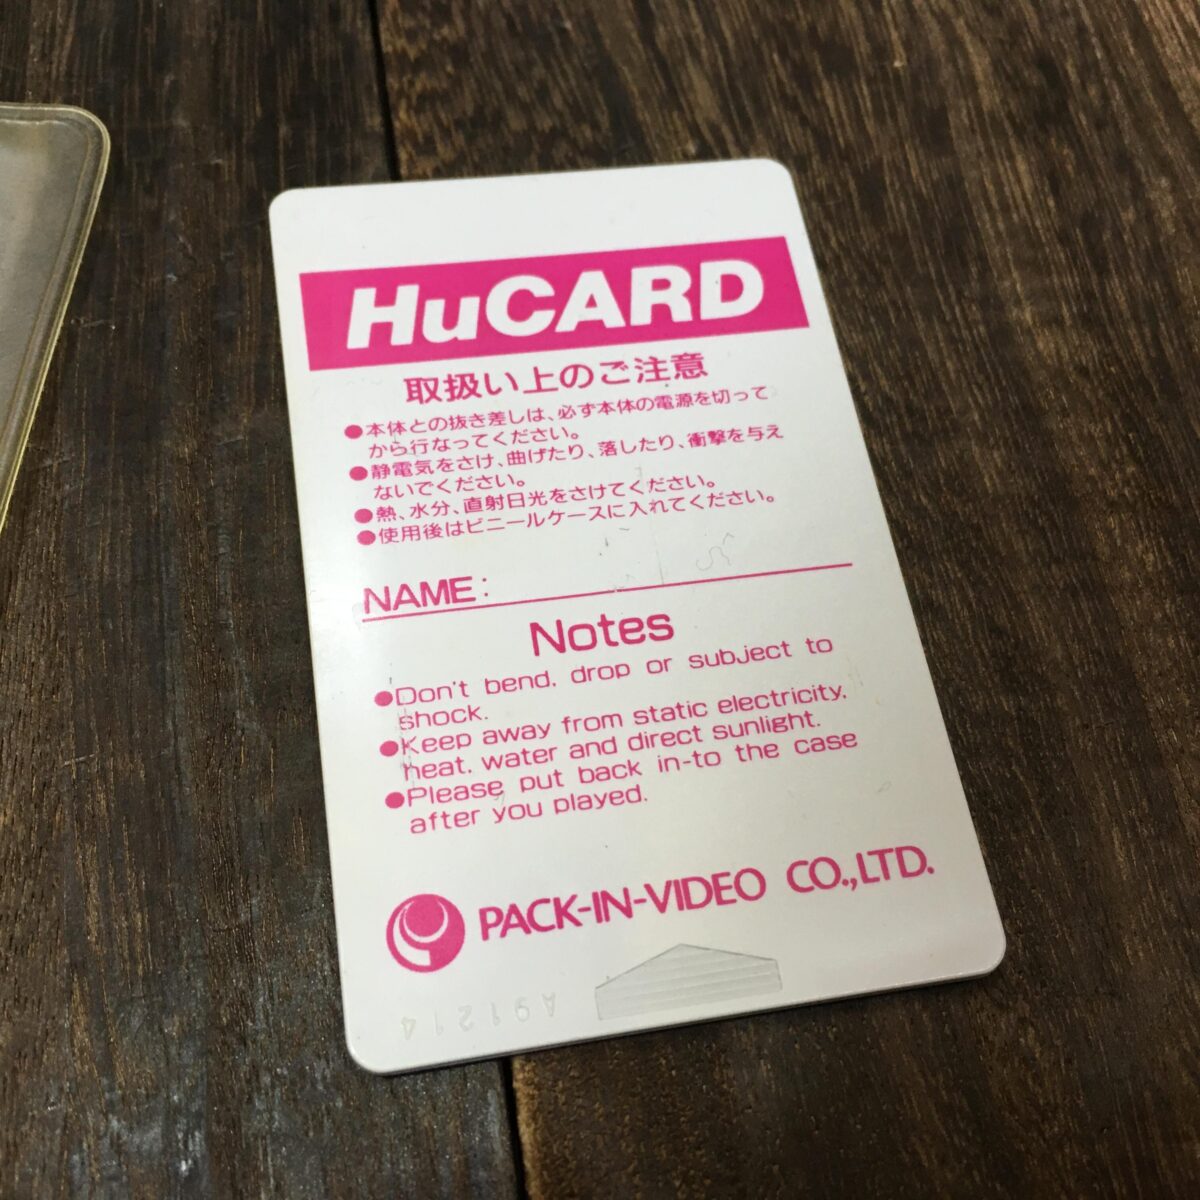 HuCARD
取扱い上のご注意
●本体との抜き差しは、必ず本体の電源を切って
から行なってください。
●静電気をさけ、曲げたり、落したり、衝撃を与え
ないでください。
●熱、水分、直射日光をさけてください。
●使用後はビニールケースに入れてください。
NAME:
Notes
●Don't bend, drop or subject to
shock.
●Keep away from static electricity,
heat, water and direct sunlight.
●Please put back in-to the case
after you played.
PACK-IN-VIDEO CO.,LTD.
A91214